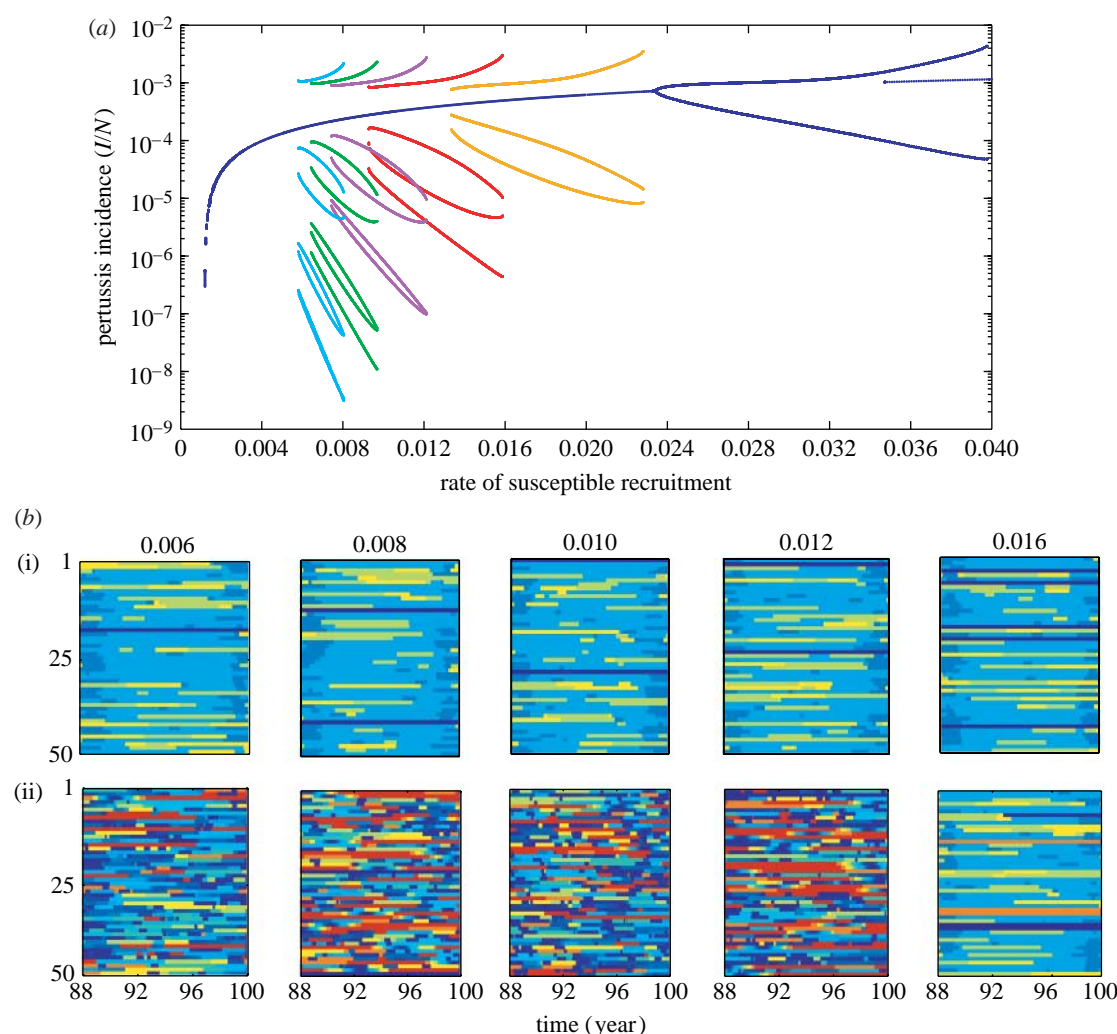 (a)
10−2
10−3
10−4
10−5
10−6
10−7
10−8
10−9
pertussis incidence (I/N)
0 0.004 0.008 0.012 0.016 0.020 0.024 0.028 0.032 0.036 0.040
rate of susceptible recruitment
(b)
0.006 0.008 0.010 0.012 0.016
(i) 1
25
50
(ii) 1
25
50
88 92 96 100 88 92 96 100 88 92 96 100 88 92 96 100 88 92 96 100
time (year)